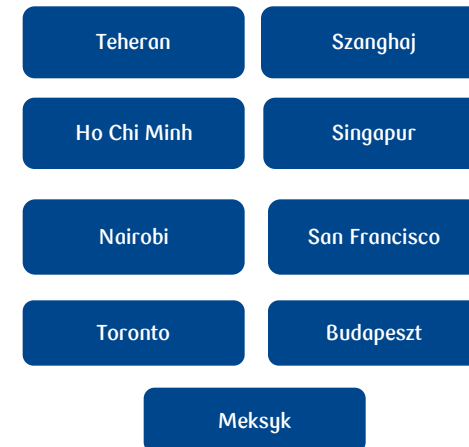 Teheran
Szanghaj
Ho Chi Minh
Singapur
Nairobi
San Francisco
Toronto
Budapeszt
Meksyk